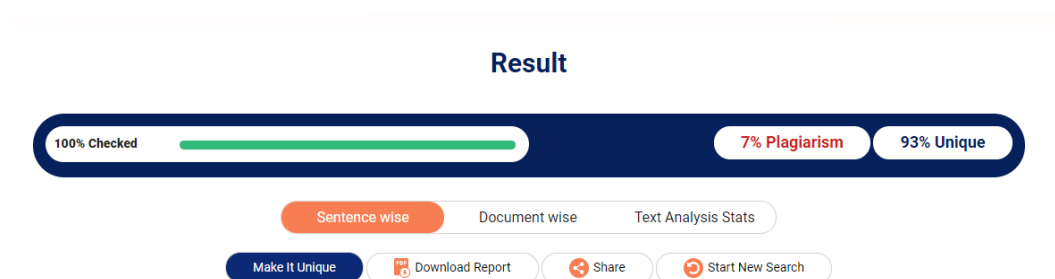 Result
100% Checked 7% Plagiarism 93% Unique
Sentence wise Document wise Text Analysis Stats
Make It Unique PDF Download Report Share Start New Search